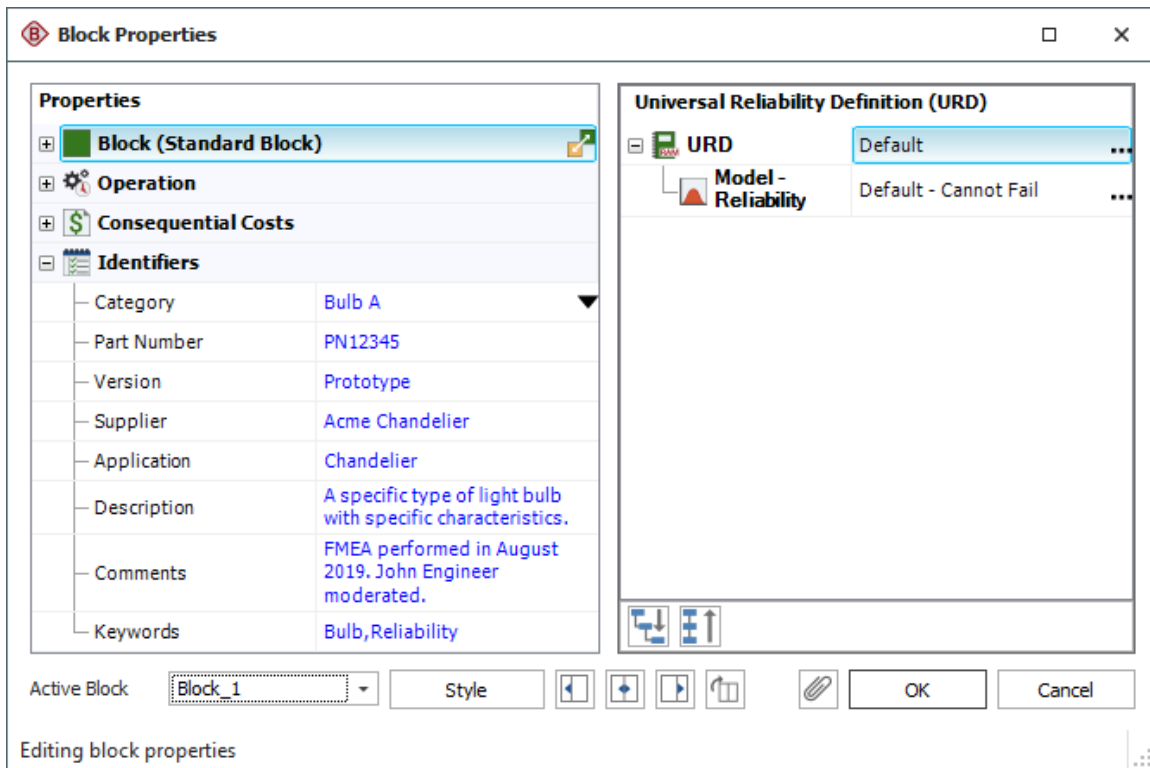 Block Properties
Properties
Block (Standard Block)
Operation
Consequential Costs
Identifiers
Category Bulb A
Part Number PN12345
Version Prototype
Supplier Acme Chandelier
Application Chandelier
Description A specific type of light bulb
with specific characteristics.
Comments FMEA performed in August
2019. John Engineer
moderated.
Keywords Bulb,Reliability
Universal Reliability Definition (URD)
URD Default ...
Model -
Reliability Default - Cannot Fail ...
Active Block Block_1 Style OK Cancel
Editing block properties